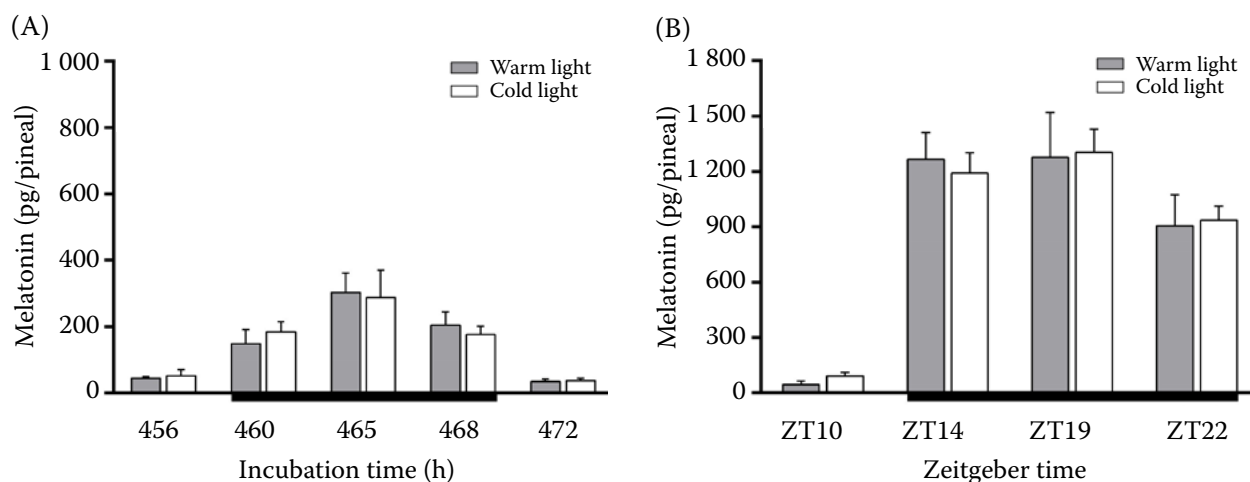 (A)
1 000
800
600
400
200
0
Melatonin (pg/pineal)
Warm light
Cold light
456 460 465 468 472
Incubation time (h)
(B)
1 800
1 500
1 200
900
600
300
0
Melatonin (pg/pineal)
Warm light
Cold light
ZT10 ZT14 ZT19 ZT22
Zeitgeber time